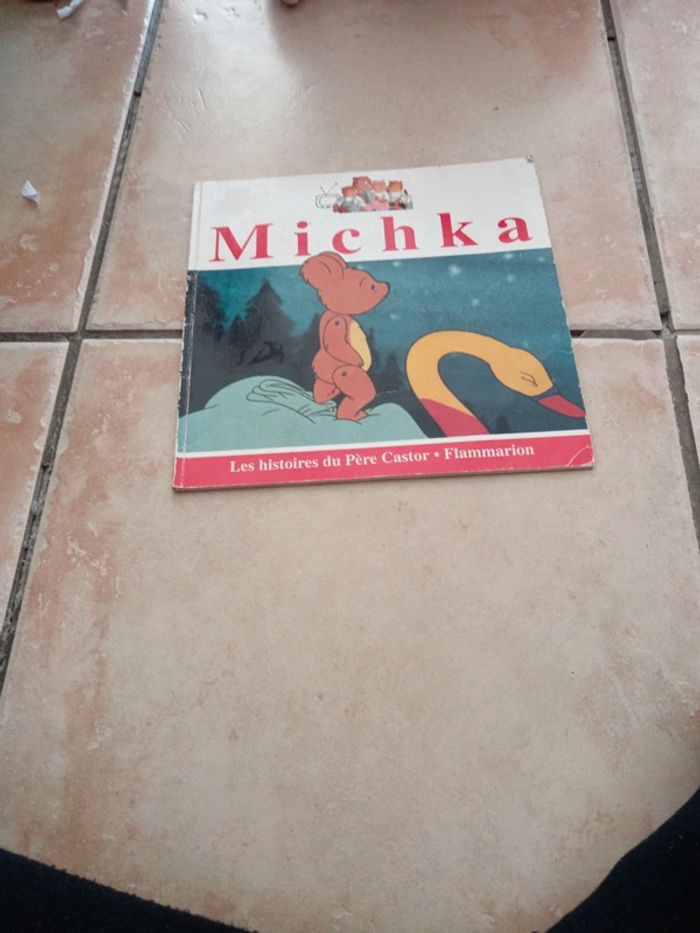 Michka
Les histoires du Père Castor • Flammarion